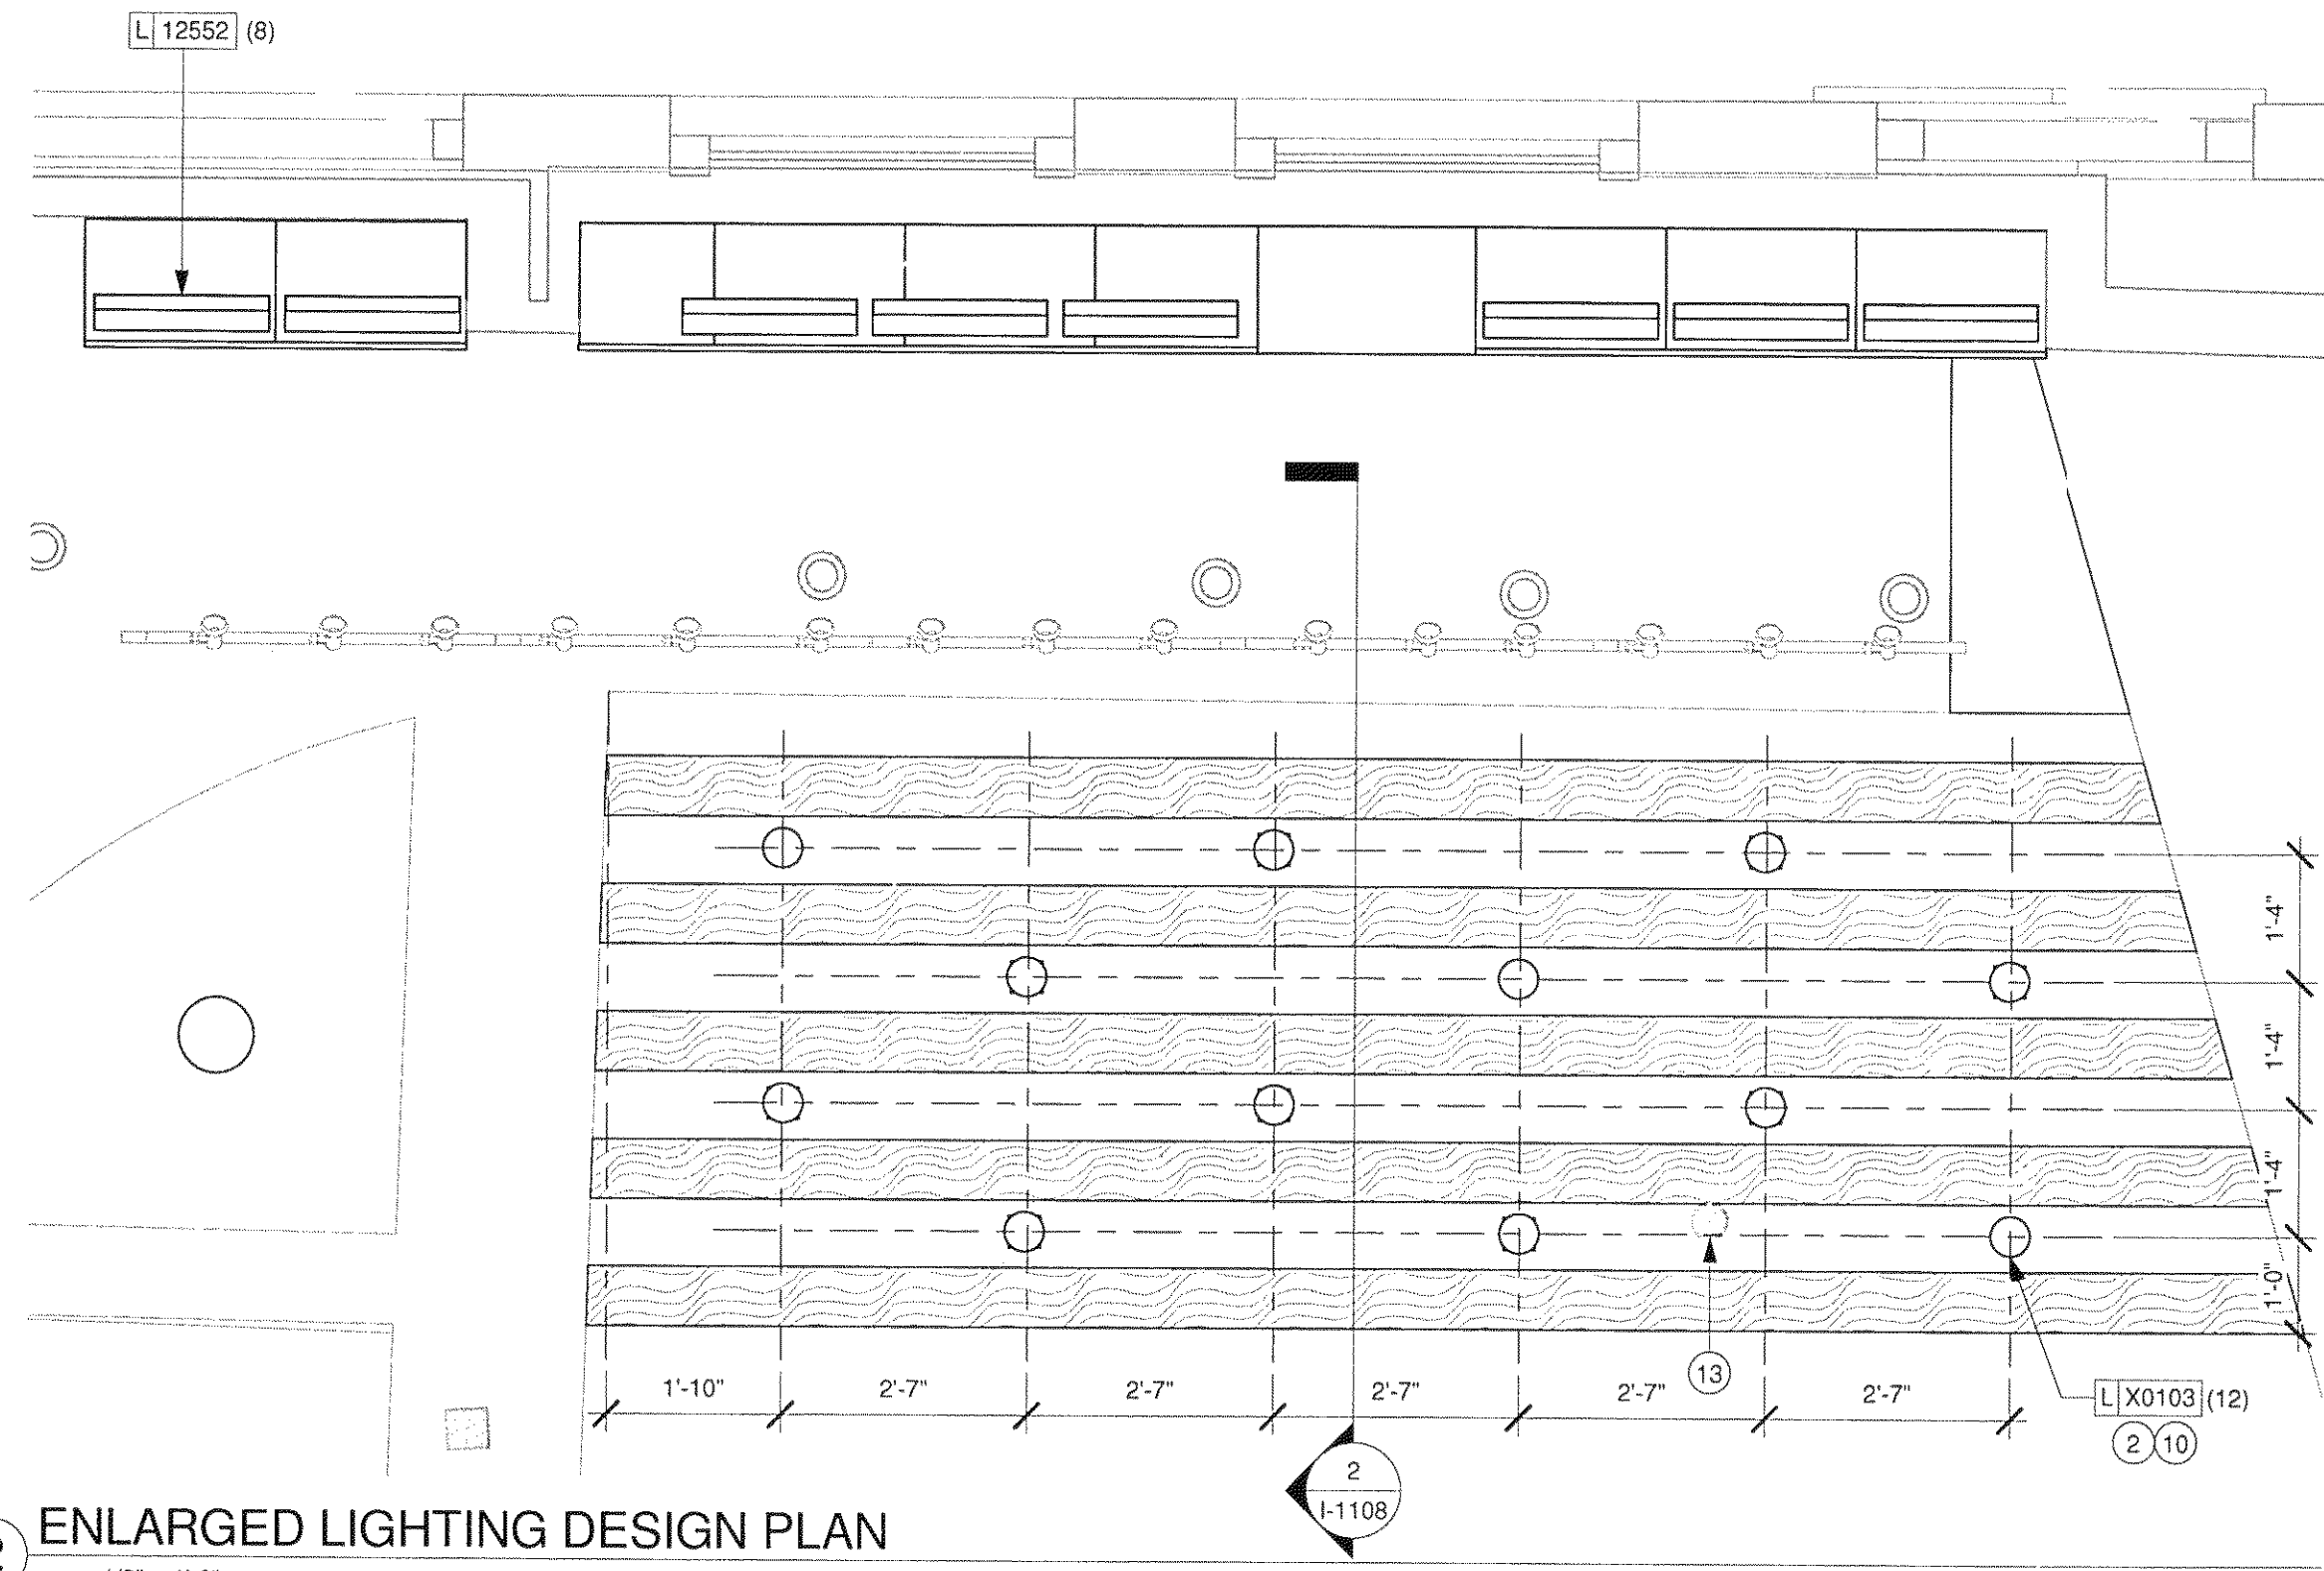 L 12552 (8)
1'-4"
1'-4"
1'-4"
1'-0"
13
1'-10" 2'-7" 2'-7" 2'-7" 2'-7" 2'-7"
L X0103 (12)
2 10
2
I-1108
ENLARGED LIGHTING DESIGN PLAN